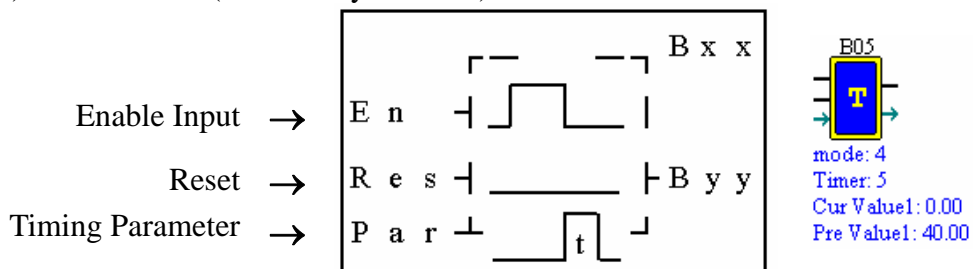 B x x
B05
Enable Input → E n
T
mode: 4
Reset → R e s B y y
Timer: 5
Cur Value1: 0.00
Timing Parameter → P a r t
Pre Value1: 40.00